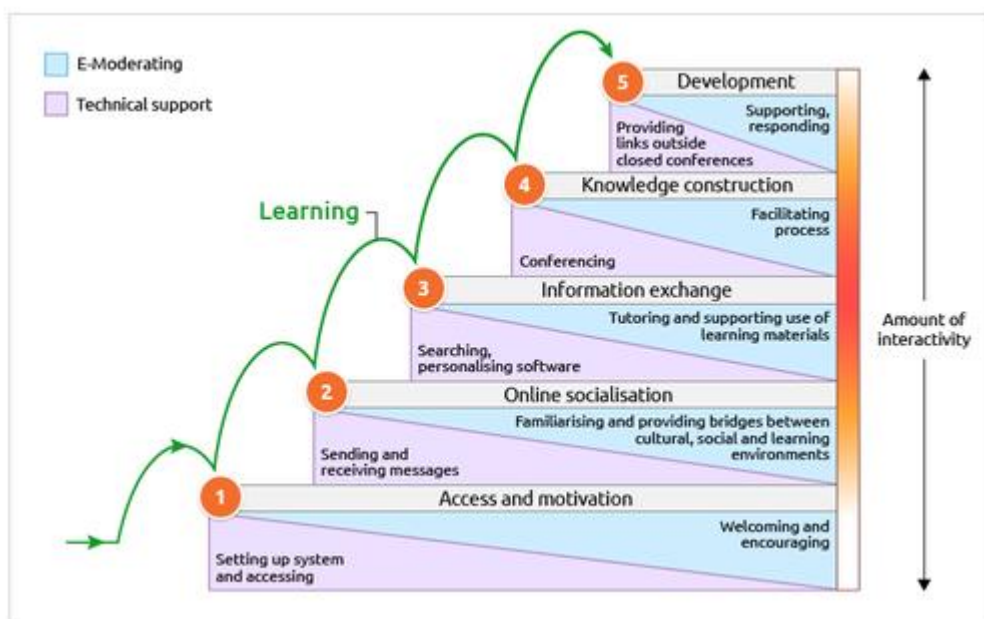 E-Moderating
Technical support
Learning
5
Development
Supporting,
responding
Providing
links outside
closed conferences
4
Knowledge construction
Facilitating
process
Conferencing
3
Information exchange
Tutoring and supporting use of
learning materials
Searching,
personalising software
2
Online socialisation
Familiarising and providing bridges between
cultural, social and learning
environments
Sending and
receiving messages
1
Access and motivation
Welcoming and
encouraging
Setting up system
and accessing
Amount of
interactivity